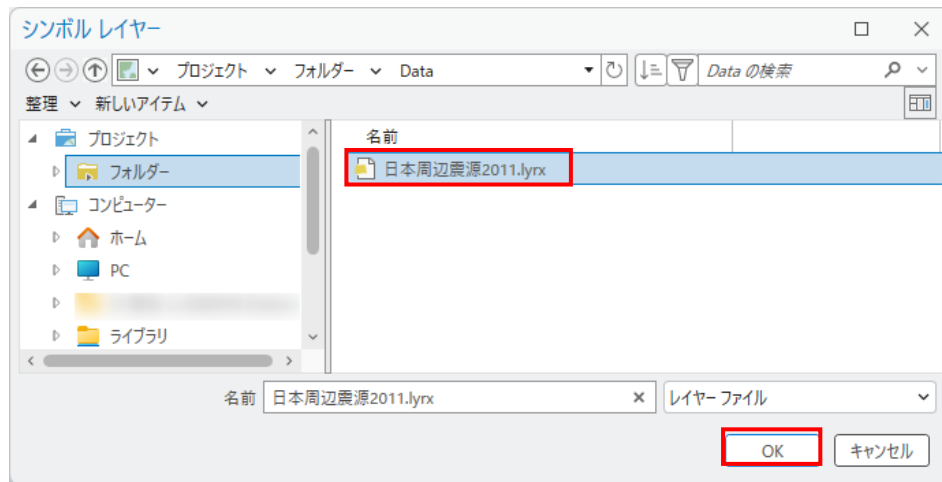 シンボル レイヤー
プロジェクト フォルダー Data
Data の検索
整理 新しいアイテム
プロジェクト
フォルダー
コンピューター
ホーム
PC
ライブラリ
名前
日本周辺震源2011.lyrx
名前 日本周辺震源2011.lyrx レイヤー ファイル
OK キャンセル